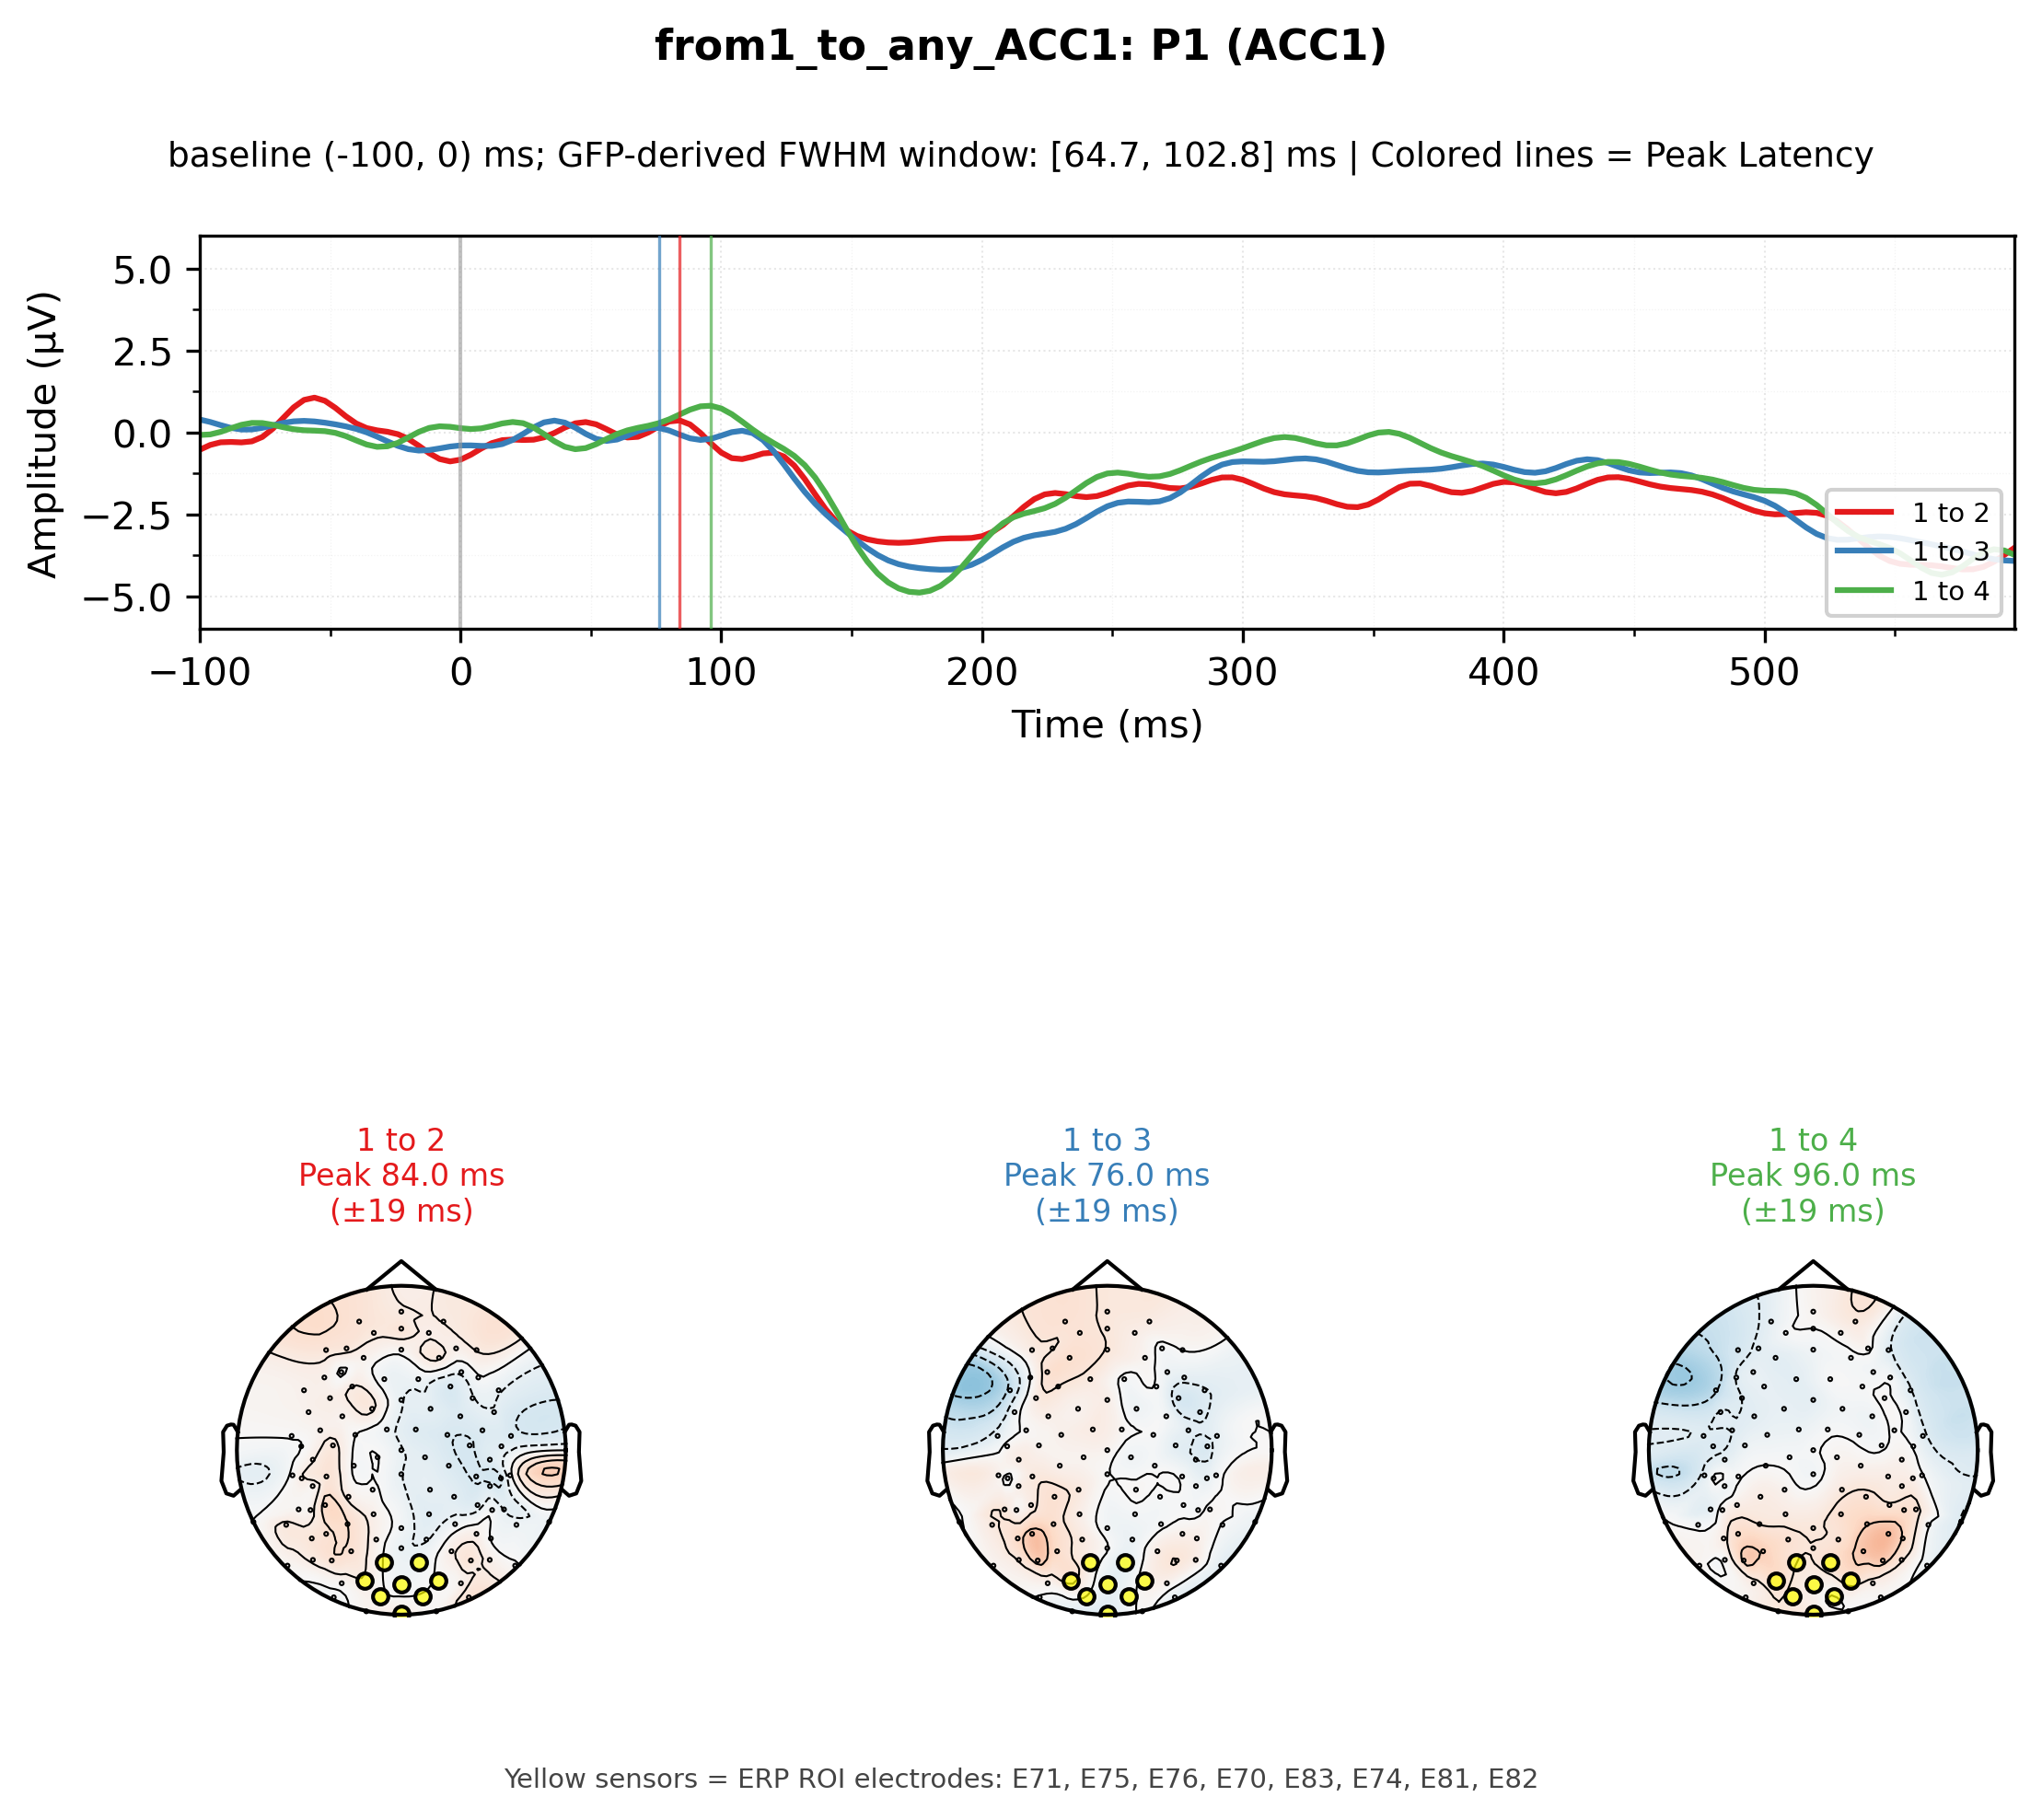 from1_to_any_ACC1: P1 (ACC1)
baseline (-100, 0) ms; GFP-derived FWHM window: [64.7, 102.8] ms | Colored lines = Peak Latency
Amplitude (µV)
5.0
2.5
0.0
−2.5
−5.0
1 to 2
1 to 3
1 to 4
−100 0 100 200 300 400 500
Time (ms)
1 to 2
Peak 84.0 ms
(±19 ms)
1 to 3
Peak 76.0 ms
(±19 ms)
1 to 4
Peak 96.0 ms
(±19 ms)
Yellow sensors = ERP ROI electrodes: E71, E75, E76, E70, E83, E74, E81, E82